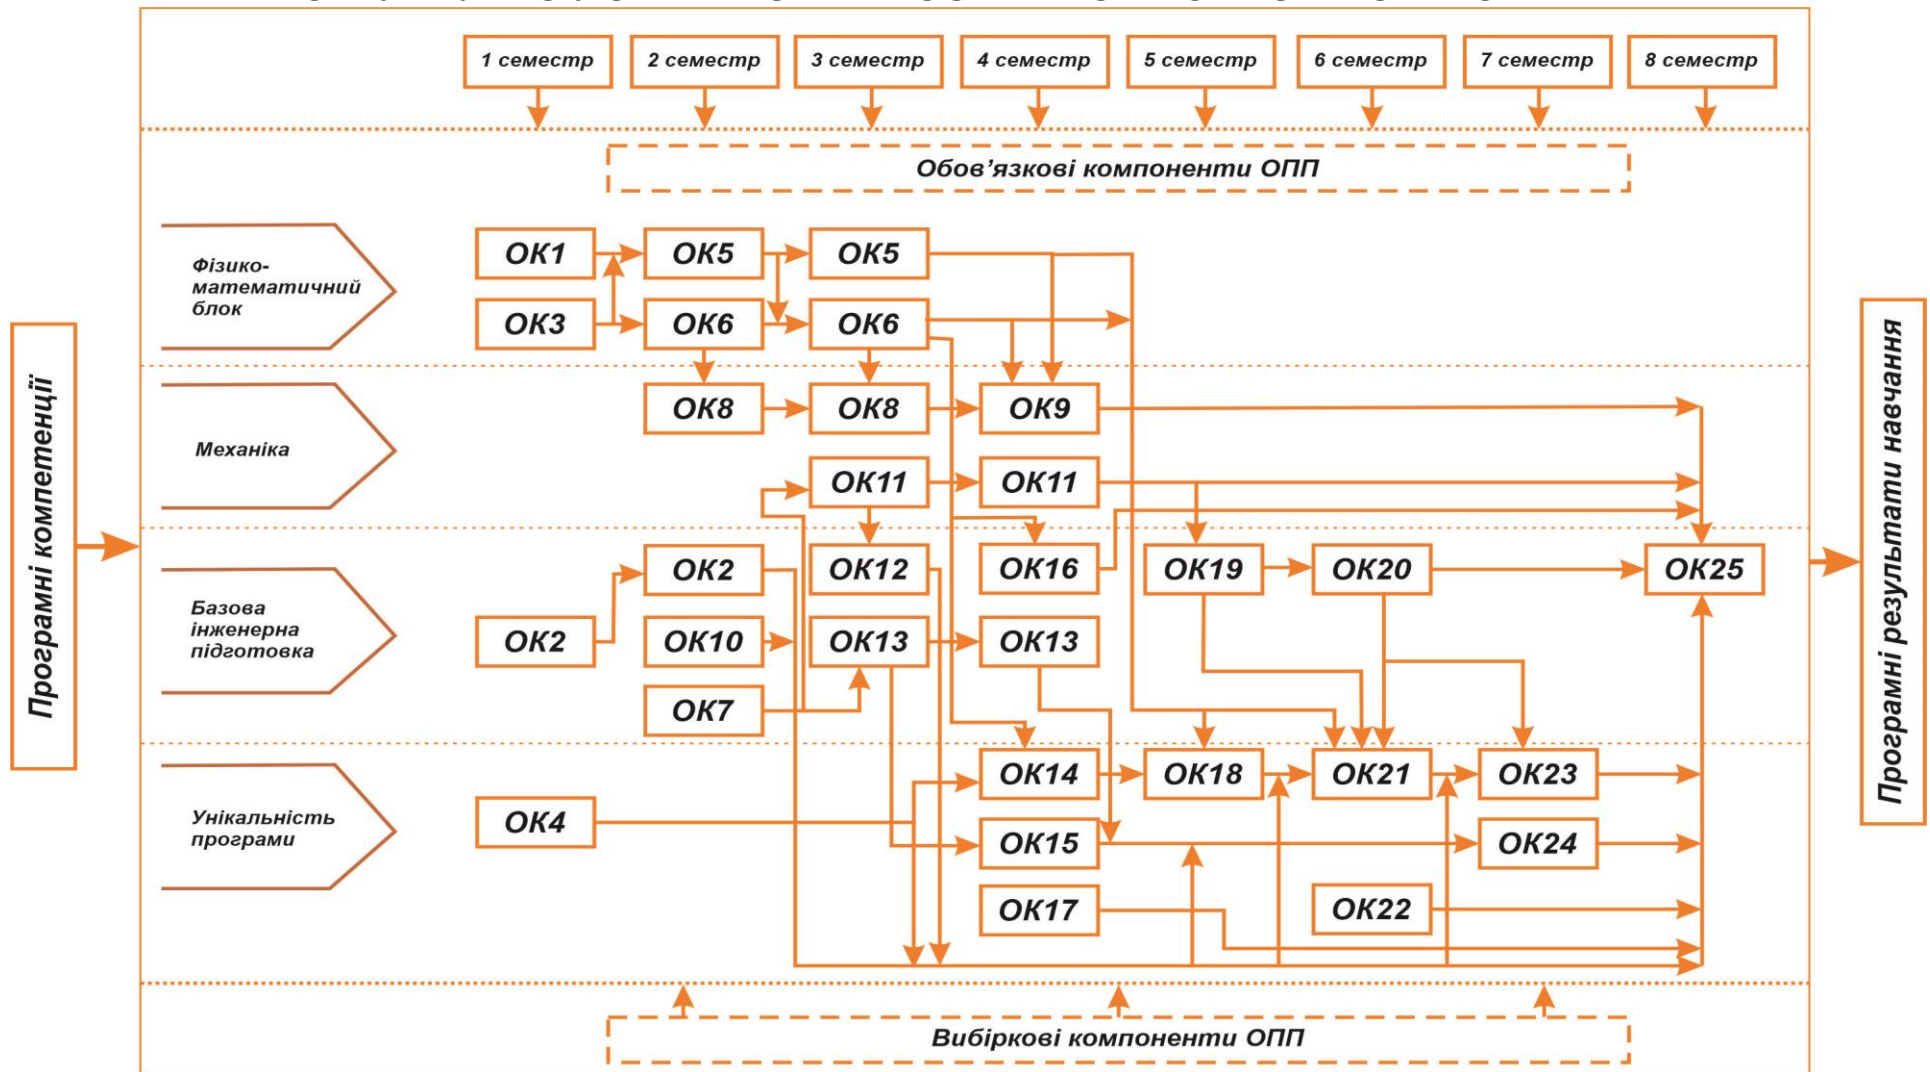 1 семестр
2 семестр
3 семестр
4 семестр
5 семестр
6 семестр
7 семестр
8 семестр
Обов’язкові компоненти ОПП
Програмні компетенції
Фізико-
математичний
блок
ОК1
ОК5
ОК5
ОК3
ОК6
ОК6
Механіка
ОК8
ОК8
ОК9
ОК11
ОК11
Базова
інженерна
підготовка
ОК2
ОК12
ОК16
ОК19
ОК20
ОК25
ОК2
ОК10
ОК13
ОК13
ОК7
Унікальність
програми
ОК14
ОК18
ОК21
ОК23
ОК4
ОК15
ОК24
ОК17
ОК22
Програмні результати навчання
Вибіркові компоненти ОПП